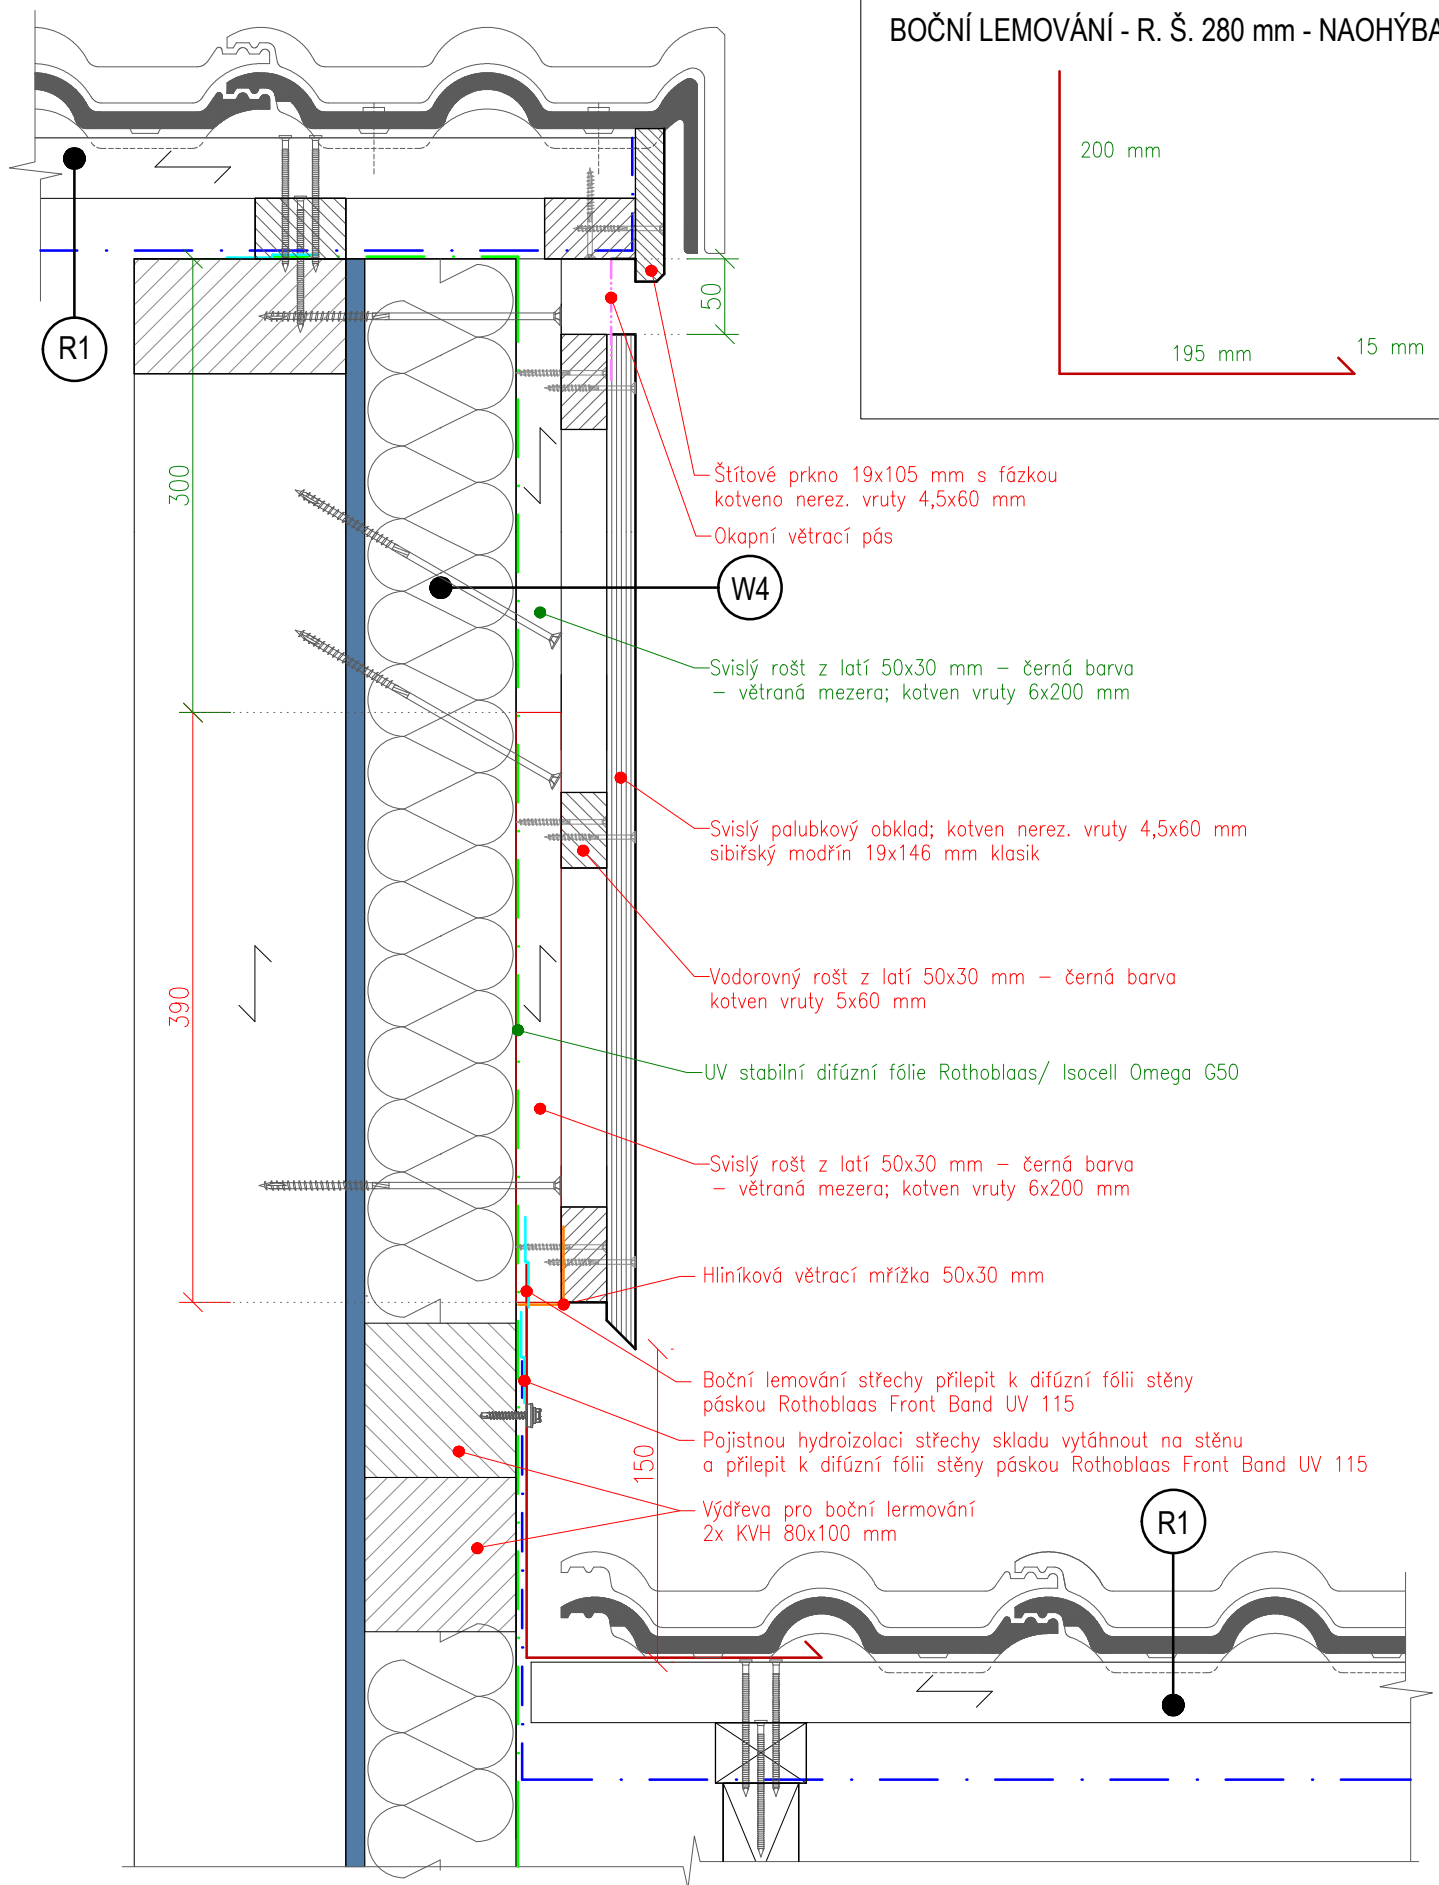 BOČNÍ LEMOVÁNÍ - R. Š. 280 mm - NAOHÝBA
200 mm
195 mm
15 mm
R1
50
300
Štítové prkno 19x105 mm s fázkou
kotveno nerez. vruty 4,5x60 mm
Okapní větrací pás
W4
Svislý rošt z latí 50x30 mm – černá barva
– větraná mezera; kotven vruty 6x200 mm
Svislý palubkový obklad; kotven nerez. vruty 4,5x60 mm
sibiřský modřín 19x146 mm klasik
390
Vodorovný rošt z latí 50x30 mm – černá barva
kotven vruty 5x60 mm
UV stabilní difúzní fólie Rothoblaas/ Isocell Omega G50
Svislý rošt z latí 50x30 mm – černá barva
– větraná mezera; kotven vruty 6x200 mm
Hliníková větrací mřížka 50x30 mm
Boční lemování střechy přilepit k difúzní fólii stěny
páskou Rothoblaas Front Band UV 115
150
Pojistnou hydroizolaci střechy skladu vytáhnout na stěnu
a přilepit k difúzní fólii stěny páskou Rothoblaas Front Band UV 115
Výdřeva pro boční lermování
2x KVH 80x100 mm
R1